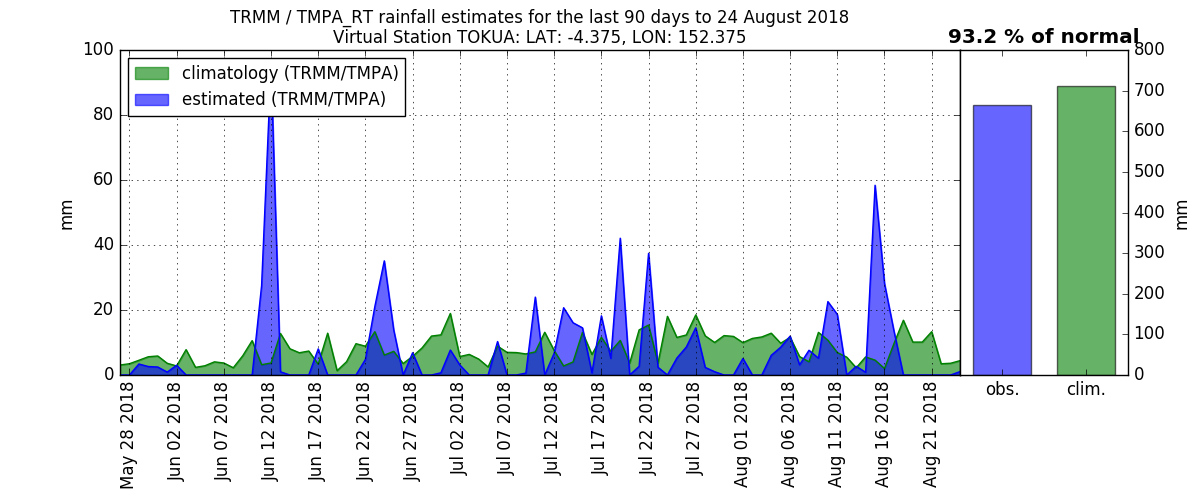 TRMM / TMPA_RT rainfall estimates for the last 90 days to 24 August 2018
Virtual Station TOKUA: LAT: -4.375, LON: 152.375
93.2 % of normal
climatology (TRMM/TMPA)
estimated (TRMM/TMPA)
100
80
60
40
20
0
mm
800
700
600
500
400
300
200
100
0
mm
May 28 2018
Jun 02 2018
Jun 07 2018
Jun 12 2018
Jun 17 2018
Jun 22 2018
Jun 27 2018
Jul 02 2018
Jul 07 2018
Jul 12 2018
Jul 17 2018
Jul 22 2018
Jul 27 2018
Aug 01 2018
Aug 06 2018
Aug 11 2018
Aug 16 2018
Aug 21 2018
obs.
clim.